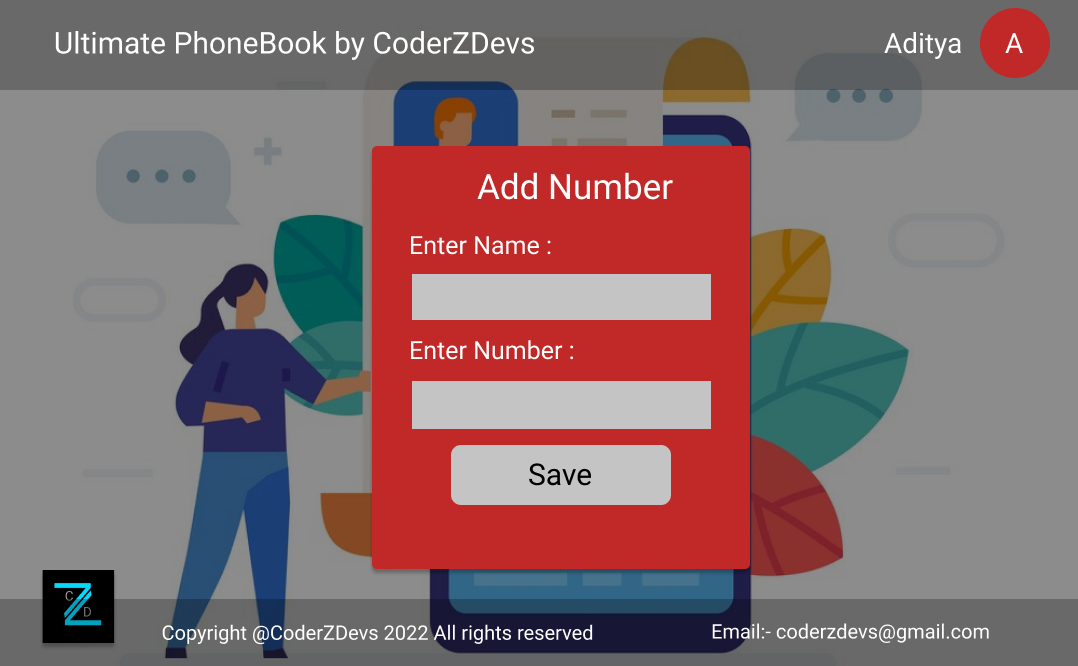 Ultimate PhoneBook by CoderZDevs
Aditya
A
Add Number
Enter Name :
Enter Number :
Save
C
Z
D
Copyright @CoderZDevs 2022 All rights reserved
Email:- coderzdevs@gmail.com